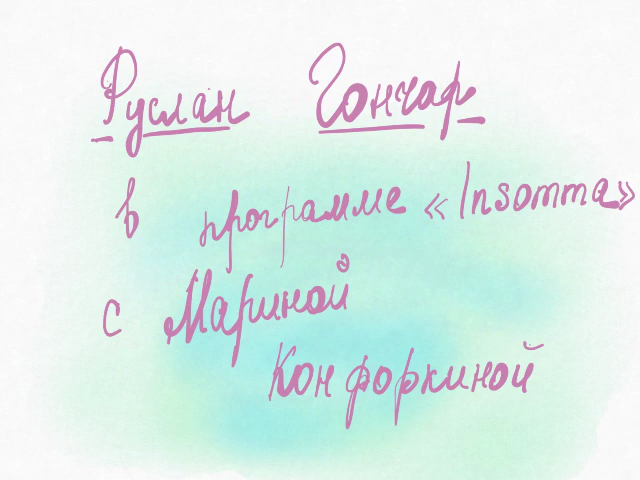 Руслан Гончар
в программе «Insomma»
с Мариной
Конфоркиной